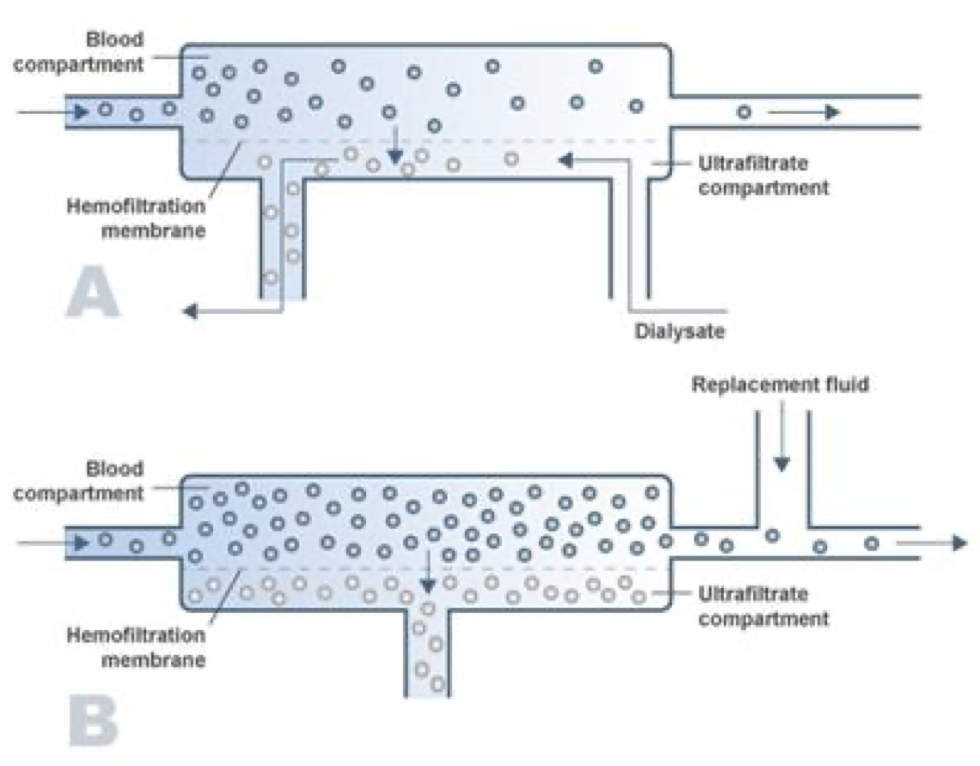 Blood
compartment
Ultrafiltrate
compartment
Hemofiltration
membrane
A
Dialysate
Replacement fluid
Blood
compartment
Ultrafiltrate
compartment
Hemofiltration
membrane
B